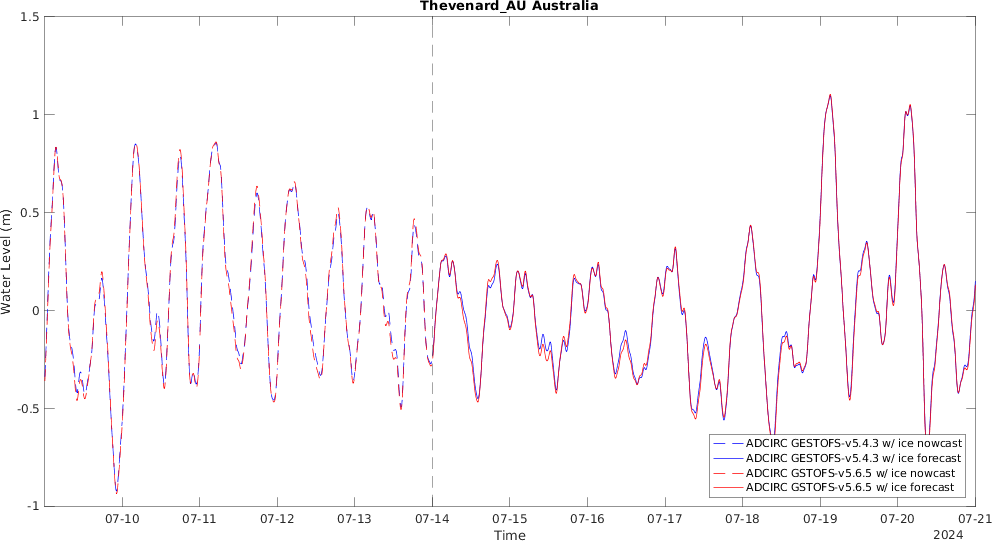 Thevenard_AU Australia
1.5
1
0.5
0
-0.5
-1
Water Level (m)
ADCIRC GESTOFS-v5.4.3 w/ ice nowcast
ADCIRC GESTOFS-v5.4.3 w/ ice forecast
ADCIRC GSTOFS-v5.6.5 w/ ice nowcast
ADCIRC GSTOFS-v5.6.5 w/ ice forecast
07-10 07-11 07-12 07-13 07-14 07-15 07-16 07-17 07-18 07-19 07-20 07-21
Time
2024